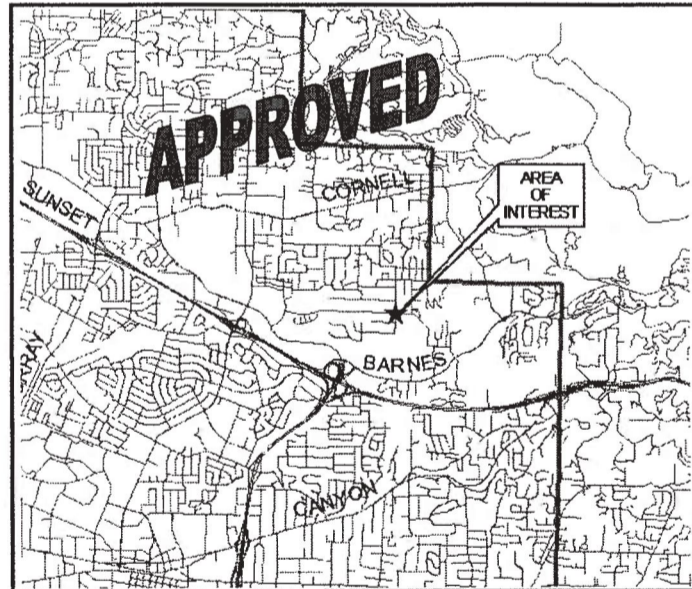 APPROVED
CORNELL
AREA
OF
INTEREST
SUNSET
BARNES
CANYON